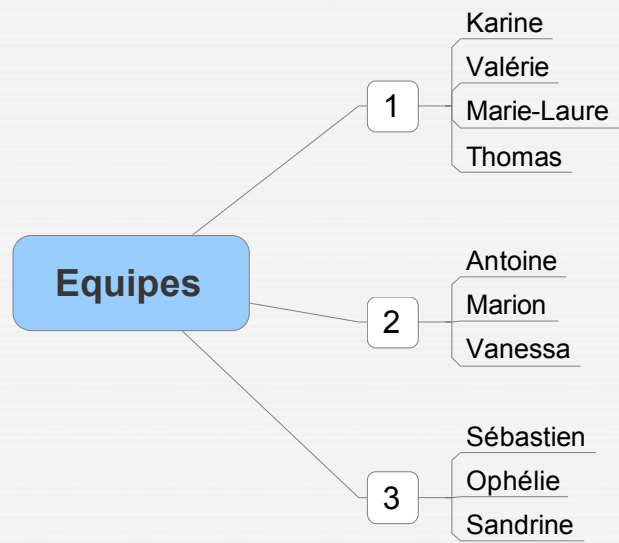 Equipes
1
Karine
Valérie
Marie-Laure
Thomas
2
Antoine
Marion
Vanessa
3
Sébastien
Ophélie
Sandrine